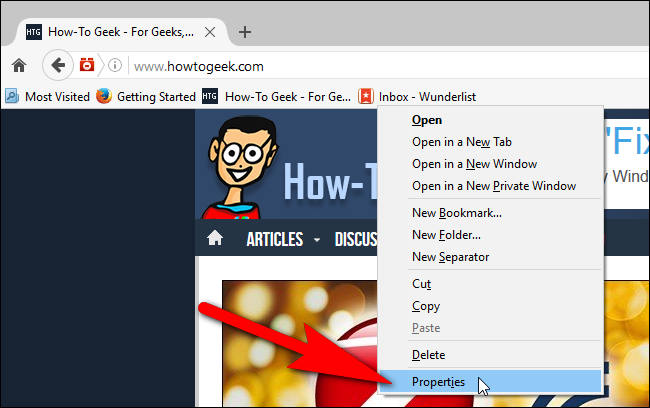 HTG How-To Geek - For Geeks,...
www.howtogeek.com
Most Visited Getting Started HTG How-To Geek - For Ge... Inbox - Wunderlist
Open
Open in a New Tab
Open in a New Window
Open in a New Private Window
New Bookmark...
New Folder...
New Separator
Cut
Copy
Paste
Delete
Properties
How-T
'Fix
y Wind
ARTICLES DISCUS